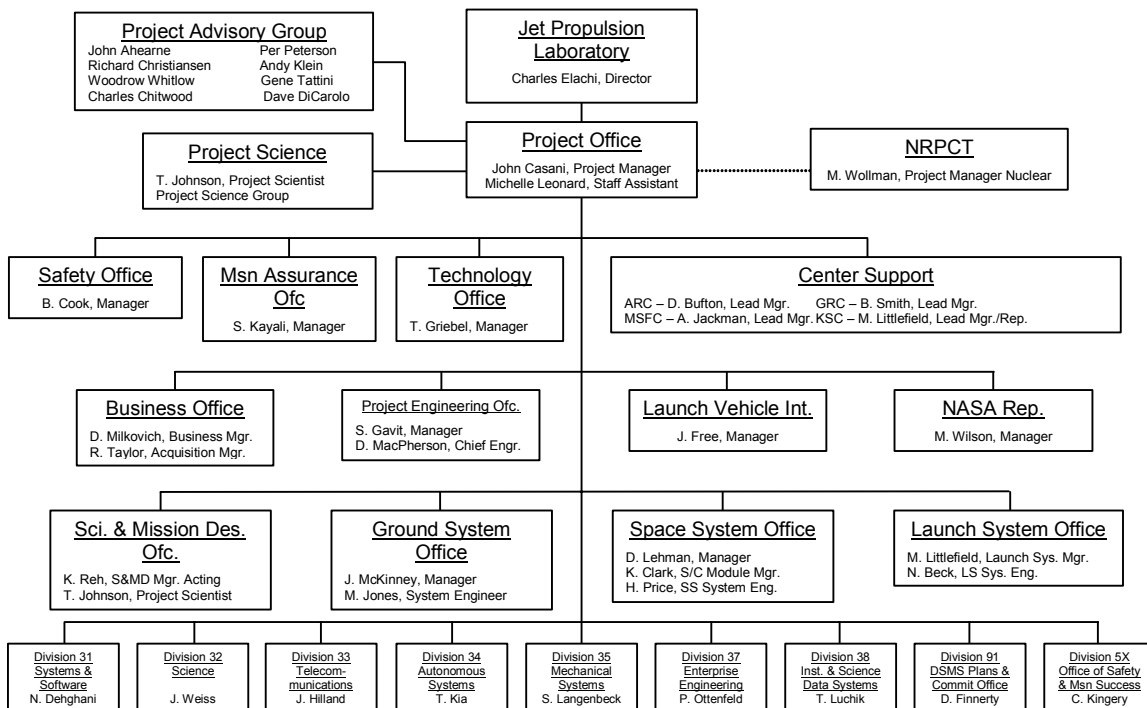 Project Advisory Group
John Ahearne Per Peterson
Richard Christiansen Andy Klein
Woodrow Whitlow Gene Tattini
Charles Chitwood Dave DiCarolo
Jet Propulsion
Laboratory
Charles Elachi, Director
Project Office
John Casani, Project Manager
Michelle Leonard, Staff Assistant
Project Science
T. Johnson, Project Scientist
Project Science Group
NRPCT
M. Wollman, Project Manager Nuclear
Safety Office
B. Cook, Manager
Msn Assurance
Ofc
S. Kayali, Manager
Technology
Office
T. Griebel, Manager
Center Support
ARC – D. Bufton, Lead Mgr. GRC – B. Smith, Lead Mgr.
MSFC – A. Jackman, Lead Mgr. KSC – M. Littlefield, Lead Mgr./Rep.
Business Office
D. Milkovich, Business Mgr.
R. Taylor, Acquisition Mgr.
Project Engineering Ofc.
S. Gavit, Manager
D. MacPherson, Chief Engr.
Launch Vehicle Int.
J. Free, Manager
NASA Rep.
M. Wilson, Manager
Sci. & Mission Des.
Ofc.
K. Reh, S&MD Mgr. Acting
T. Johnson, Project Scientist
Ground System
Office
J. McKinney, Manager
M. Jones, System Engineer
Space System Office
D. Lehman, Manager
K. Clark, S/C Module Mgr.
H. Price, SS System Eng.
Launch System Office
M. Littlefield, Launch Sys. Mgr.
N. Beck, LS Sys. Eng.
Division 31
Systems &
Software
N. Dehghani
Division 32
Science
J. Weiss
Division 33
Telecom-
munications
J. Hilland
Division 34
Autonomous
Systems
T. Kia
Division 35
Mechanical
Systems
S. Langenbeck
Division 37
Enterprise
Engineering
P. Ottenfeld
Division 38
Inst. & Science
Data Systems
T. Luchik
Division 91
DSMS Plans &
Commit Office
D. Finnerty
Division 5X
Office of Safety
& Msn Success
C. Kingery